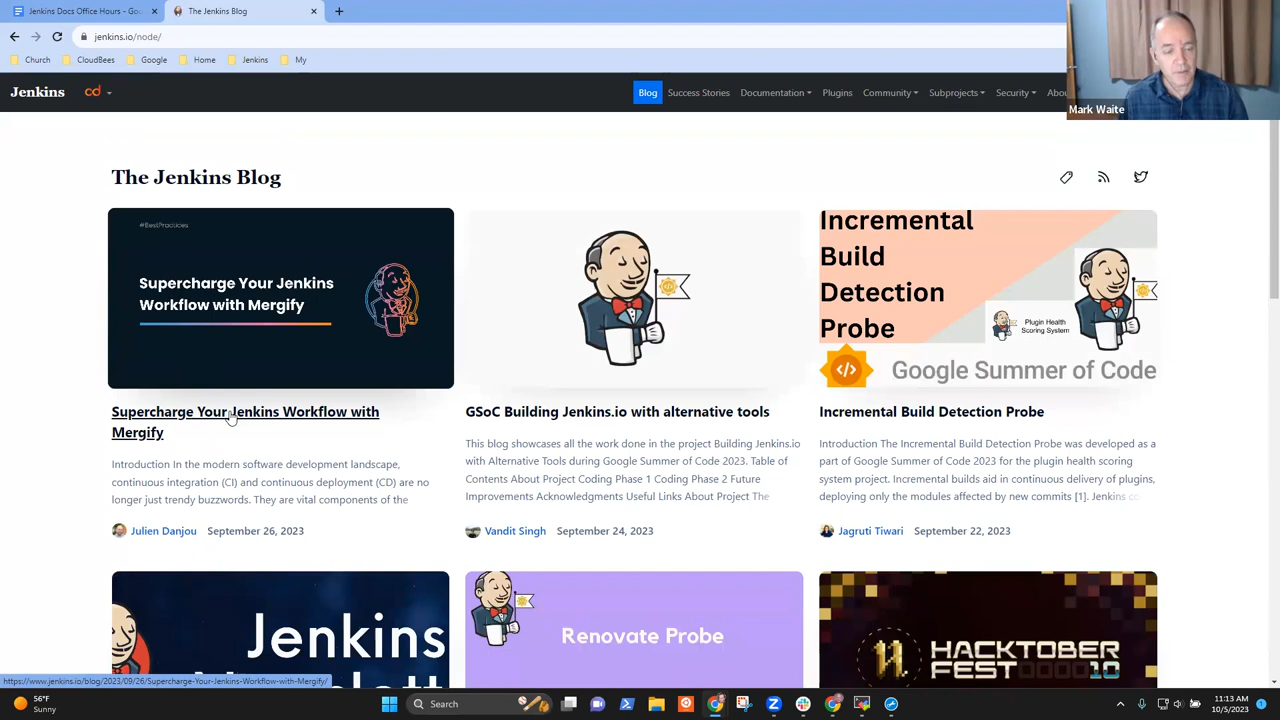 Jenkins Docs Office Hours - Goo
The Jenkins Blog
jenkins.io/node/
Church
CloudBees
Google
Home
Jenkins
My
Mark Waite
Jenkins
cd
Blog
Success Stories
Documentation
Plugins
Community
Subprojects
Security
The Jenkins Blog
#BestPractices
Supercharge Your Jenkins
Workflow with Mergify
Incremental
Build
Detection
Probe
Plugin Health
Scoring System
Google Summer of Code
Supercharge Your Jenkins Workflow with
Mergify
Introduction In the modern software development landscape,
continuous integration (CI) and continuous deployment (CD) are no
longer just trendy buzzwords. They are vital components of the
Julien Danjou
September 26, 2023
GSoC Building Jenkins.io with alternative tools
This blog showcases all the work done in the project Building Jenkins.io
with Alternative Tools during Google Summer of Code 2023. Table of
Contents About Project Coding Phase 1 Coding Phase 2 Future
Improvements Acknowledgments Useful Links About Project The
Vandit Singh
September 24, 2023
Incremental Build Detection Probe
Introduction The Incremental Build Detection Probe was developed as a
part of Google Summer of Code 2023 for the plugin health scoring
system project. Incremental builds aid in continuous delivery of plugins,
deploying only the modules affected by new commits [1]. Jenkins
Jagruti Tiwari
September 22, 2023
Jenkins
Renovate Probe
HACKTOBER
FEST 10
https://www.jenkins.io/blog/2023/09/26/Supercharge-Your-Jenkins-Workflow-with-Mergify/
56°F
Sunny
Search
11:13 AM
10/5/2023